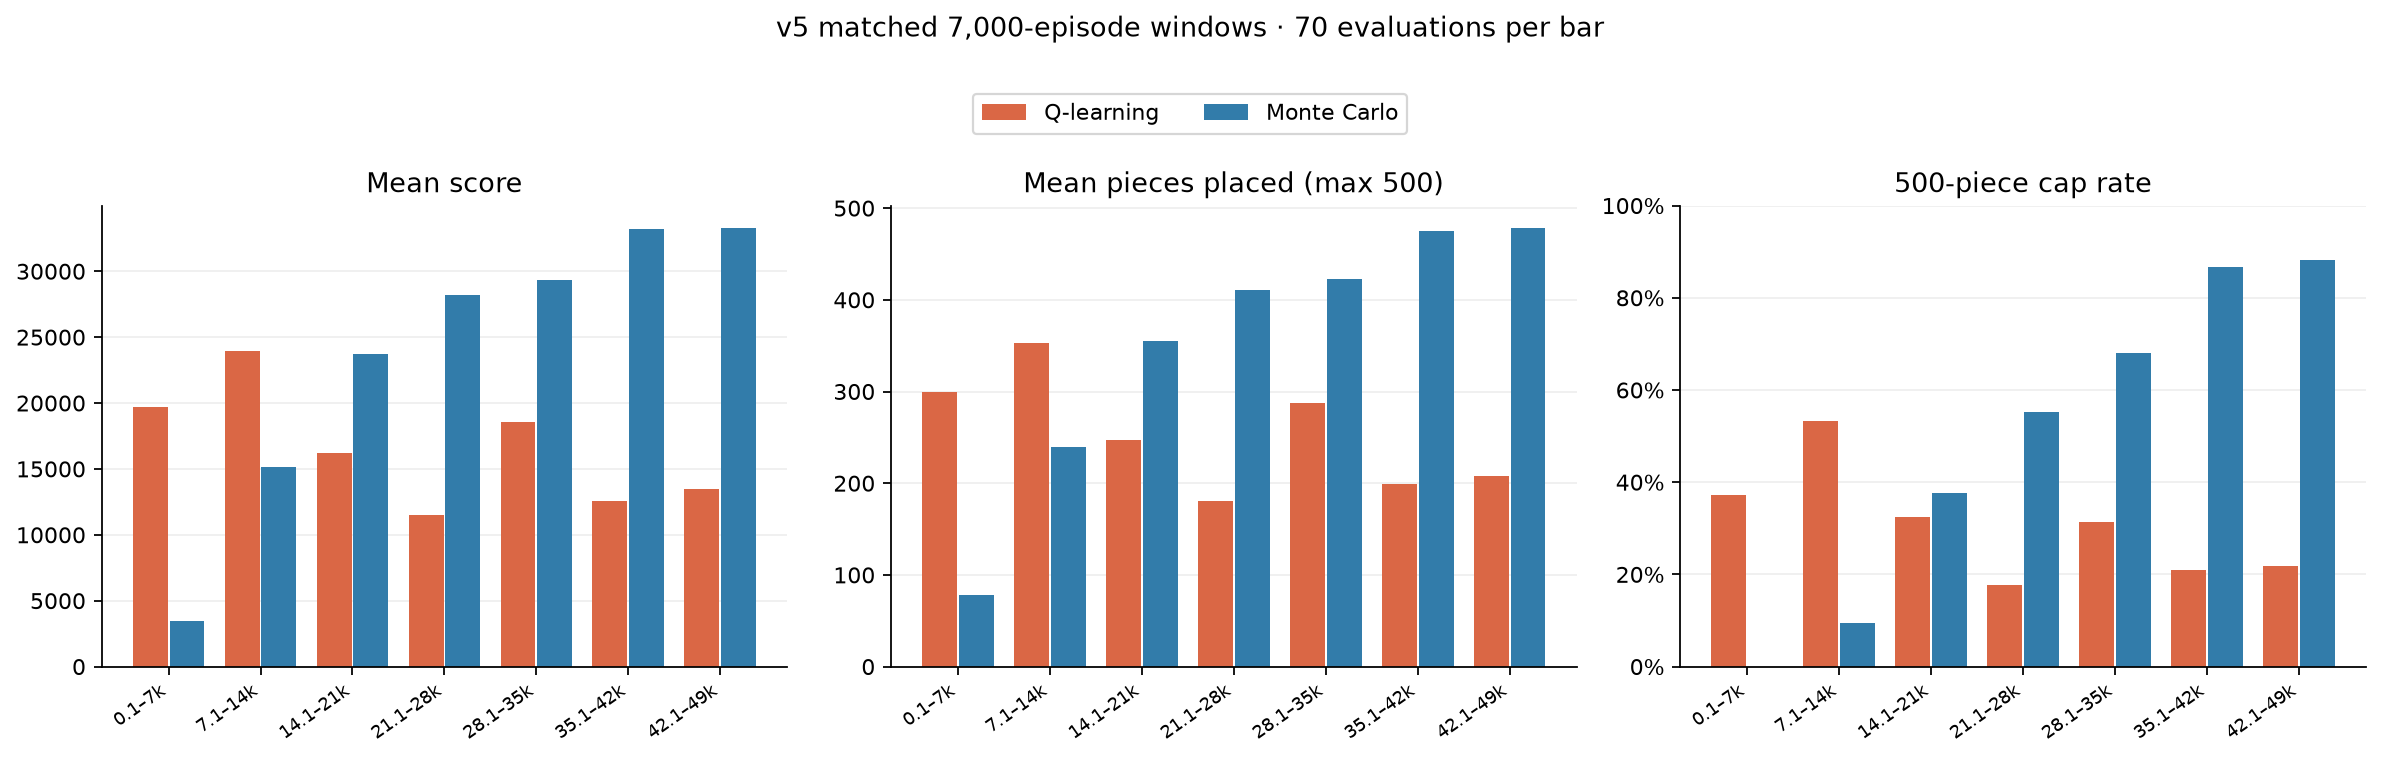 v5 matched 7,000-episode windows · 70 evaluations per bar
Q-learning
Monte Carlo
Mean score
30000
25000
20000
15000
10000
5000
0
0.1–7k
7.1–14k
14.1–21k
21.1–28k
28.1–35k
35.1–42k
42.1–49k
Mean pieces placed (max 500)
500
400
300
200
100
0
0.1–7k
7.1–14k
14.1–21k
21.1–28k
28.1–35k
35.1–42k
42.1–49k
500-piece cap rate
100%
80%
60%
40%
20%
0%
0.1–7k
7.1–14k
14.1–21k
21.1–28k
28.1–35k
35.1–42k
42.1–49k